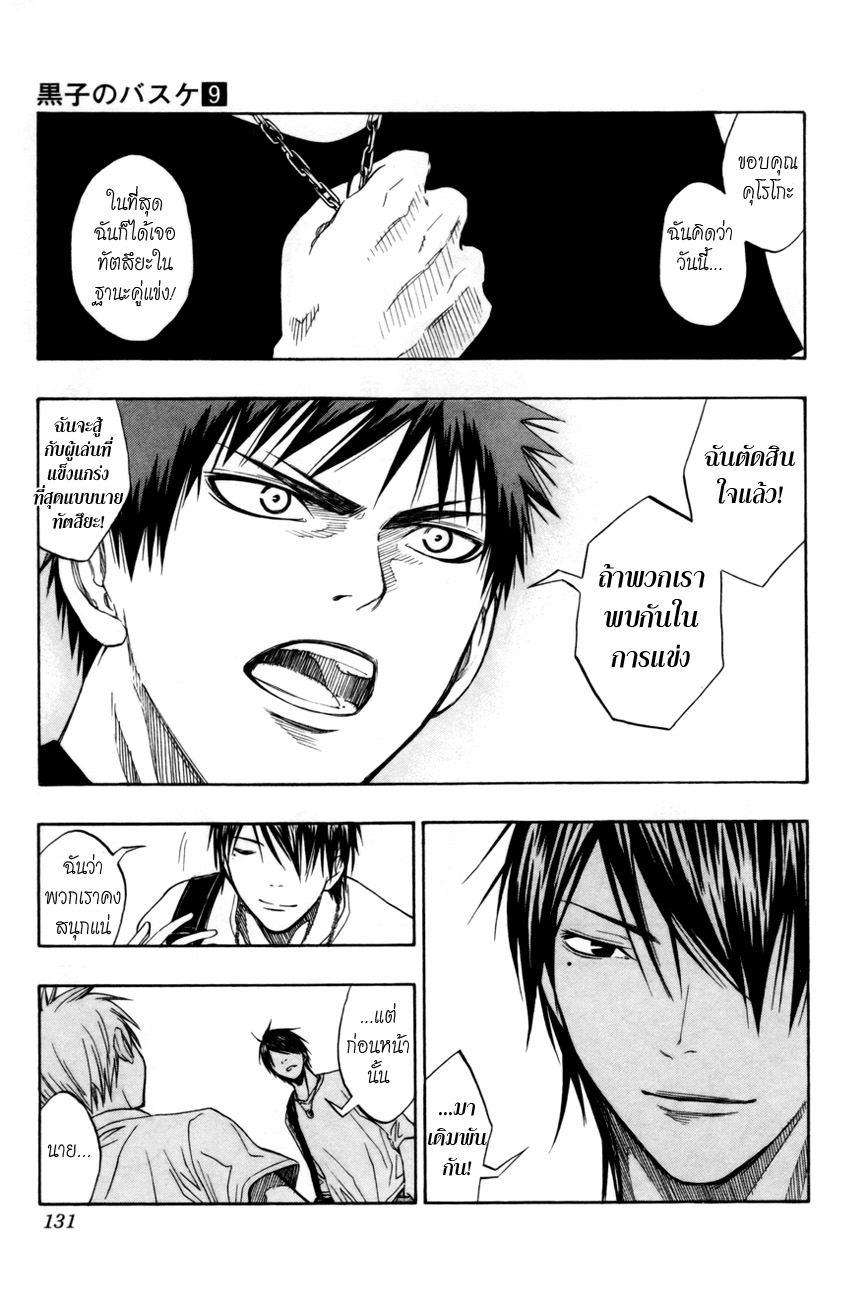 黒子のバスケ 9
ขอบคุณ
คุโรโกะ
ฉันคิดว่า
วันนี้...
ในที่สุด
ฉันก็ได้เจอ
ทัตสึยะใน
ฐานะคู่แข่ง!
ฉันตัดสิน
ใจแล้ว!
ถ้าพวกเรา
พบกันใน
การแข่ง
ฉันจะสู้
กับผู้เล่นที่
แข็งแกร่ง
ที่สุดแบบนาย
ทัตสึยะ!
...มา
เดิมพัน
กัน!
ฉันว่า
พวกเราคง
สนุกแน่
...แต่
ก่อนหน้า
นั้น
นาย...
131